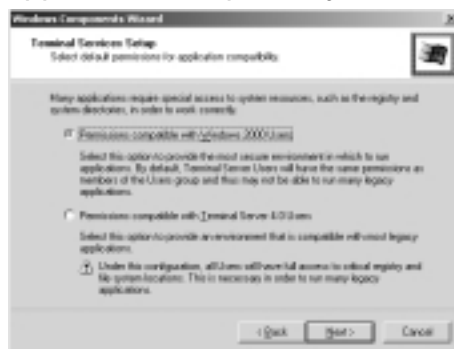 Windows Components Wizard
Terminal Services Setup
Select default permissions for application compatibility.
Many applications require special access to system resources, such as the registry and
system directories, in order to work correctly.
Permissions compatible with Windows 2000 Users
Select this option to provide the most secure environment in which to run
applications. By default, Terminal Server Users will have the same permissions as
members of the Users group and thus may not be able to run many legacy
applications.
Permissions compatible with Terminal Server 4.0 Users
Select this option to provide an environment that is compatible with most legacy
applications.
Under this configuration, all Users will have full access to critical registry and
file system locations. This is necessary in order to run many legacy
applications.
< Back Next > Cancel